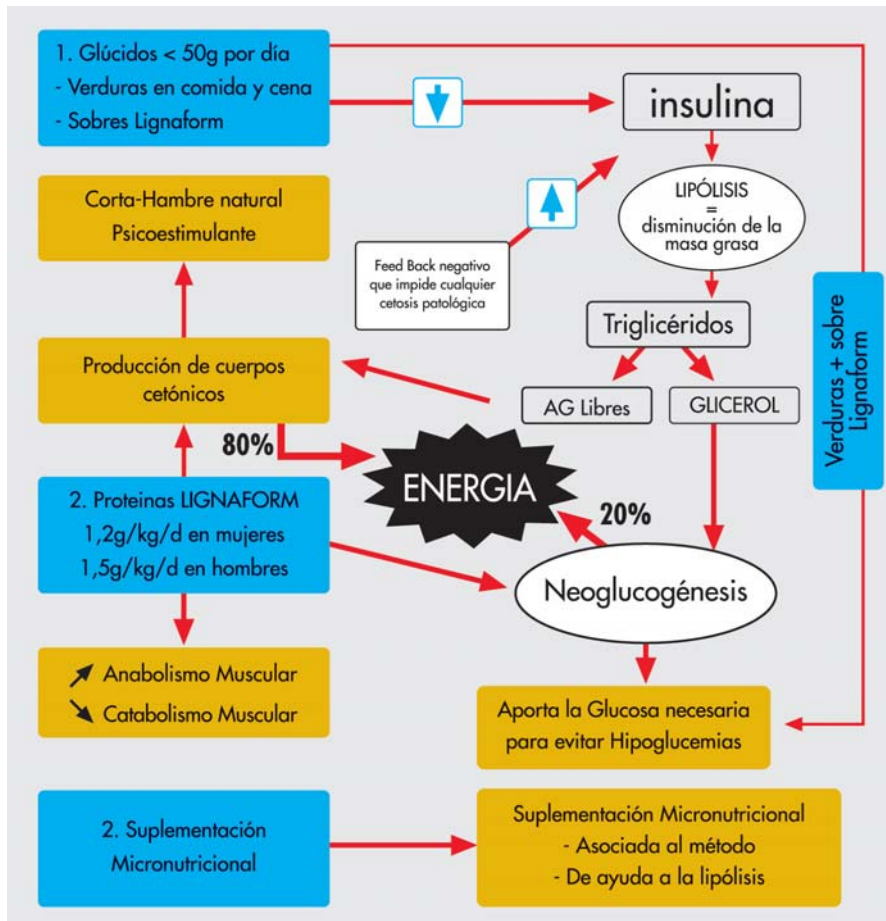 1. Glúcidos < 50g por día
- Verduras en comida y cena
- Sobres Lignaform
insulina
Corta-Hambre natural
Psicoestimulante
LIPÓLISIS
=
disminución de la
masa grasa
Feed Back negativo
que impide cualquier
cetosis patológica
Triglicéridos
Verduras + sobre
Lignaform
Producción de cuerpos
cetónicos
AG Libres
GLICEROL
80%
ENERGIA
20%
2. Proteinas LIGNAFORM
1,2g/kg/d en mujeres
1,5g/kg/d en hombres
Neoglucogénesis
Anabolismo Muscular
Catabolismo Muscular
Aporta la Glucosa necesaria
para evitar Hipoglucemias
2. Suplementación
Micronutricional
Suplementación Micronutricional
- Asociada al método
- De ayuda a la lipólisis